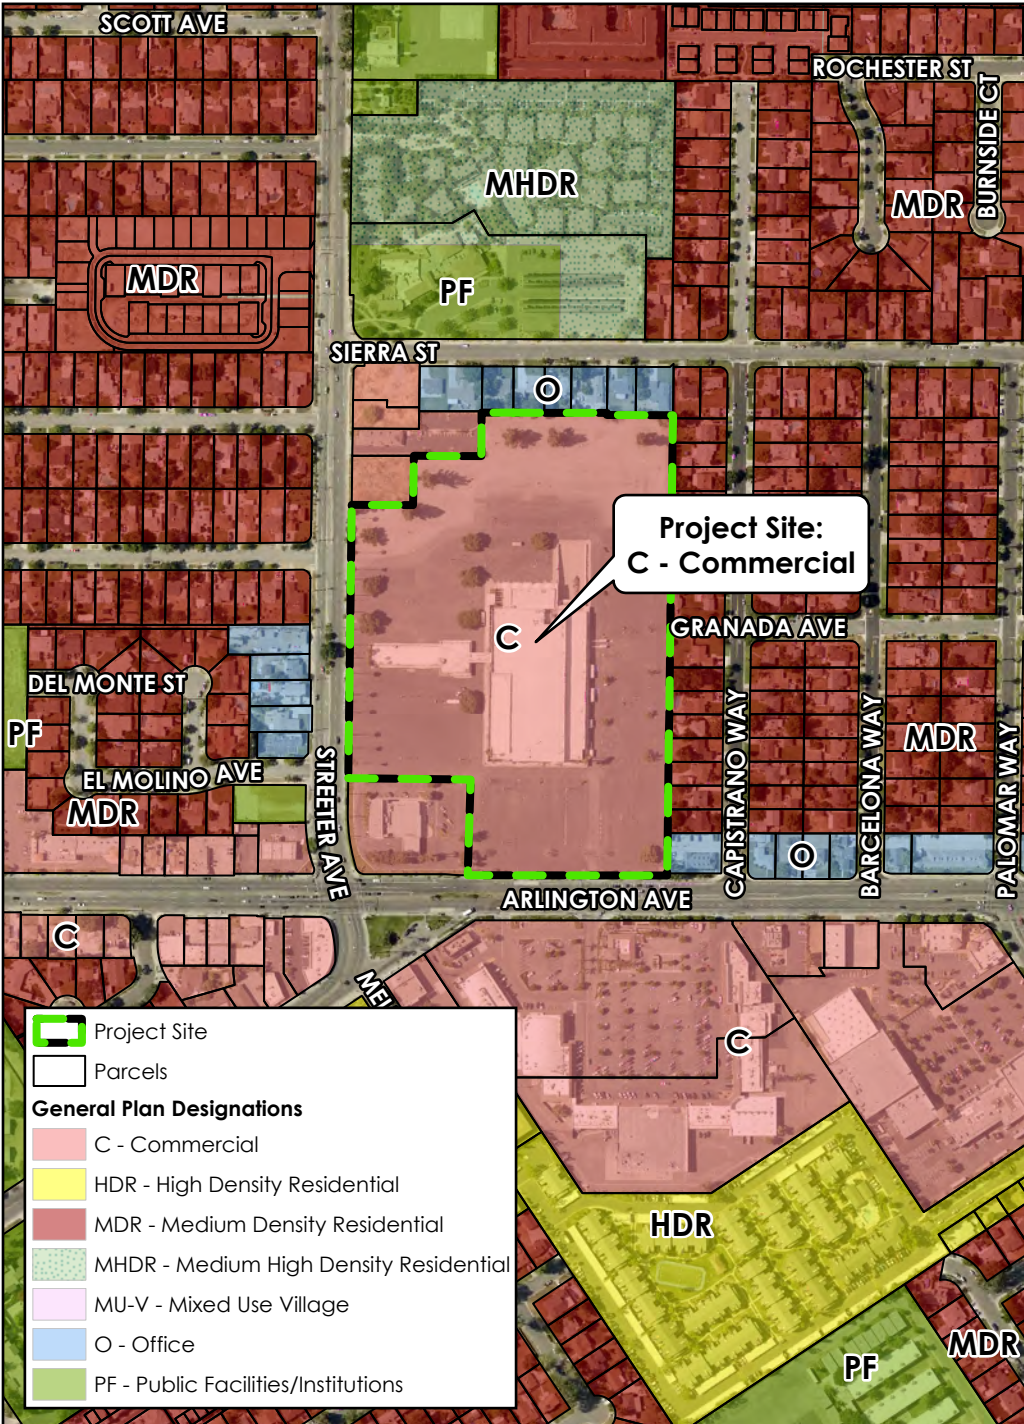 SCOTT AVE
ROCHESTER ST
BURNSIDE CT
MHDR
MDR
MDR
PF
SIERRA ST
O
Project Site:
C - Commercial
C
GRANADA AVE
DEL MONTE ST
PF
EL MOLINO AVE
MDR
STREETER AVE
CAPISTRANO WAY
BARCELONA WAY
MDR
PALOMAR WAY
O
ARLINGTON AVE
C
C
Project Site
Parcels
General Plan Designations
C - Commercial
HDR - High Density Residential
MDR - Medium Density Residential
MHDR - Medium High Density Residential
MU-V - Mixed Use Village
O - Office
PF - Public Facilities/Institutions
HDR
PF
MDR